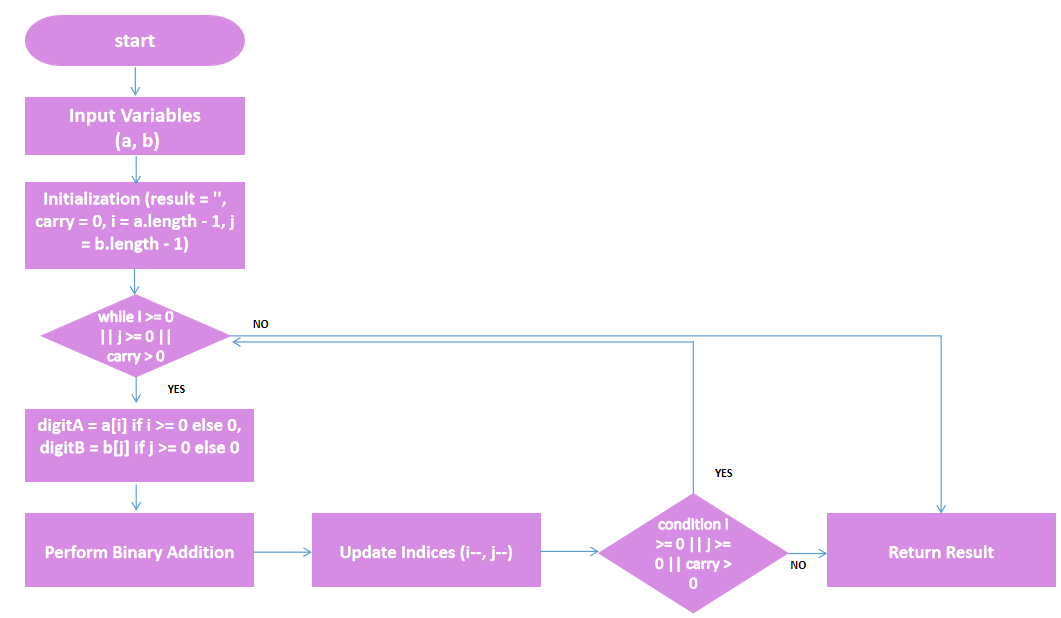 start
Input Variables
(a, b)
Initialization (result = '',
carry = 0, i = a.length - 1, j
= b.length - 1)
while i >= 0
|| j >= 0 ||
carry > 0
NO
YES
digitA = a[i] if i >= 0 else 0,
digitB = b[j] if j >= 0 else 0
Perform Binary Addition
Update Indices (i--, j--)
YES
condition i
>= 0 || j >=
0 || carry >
0
NO
Return Result